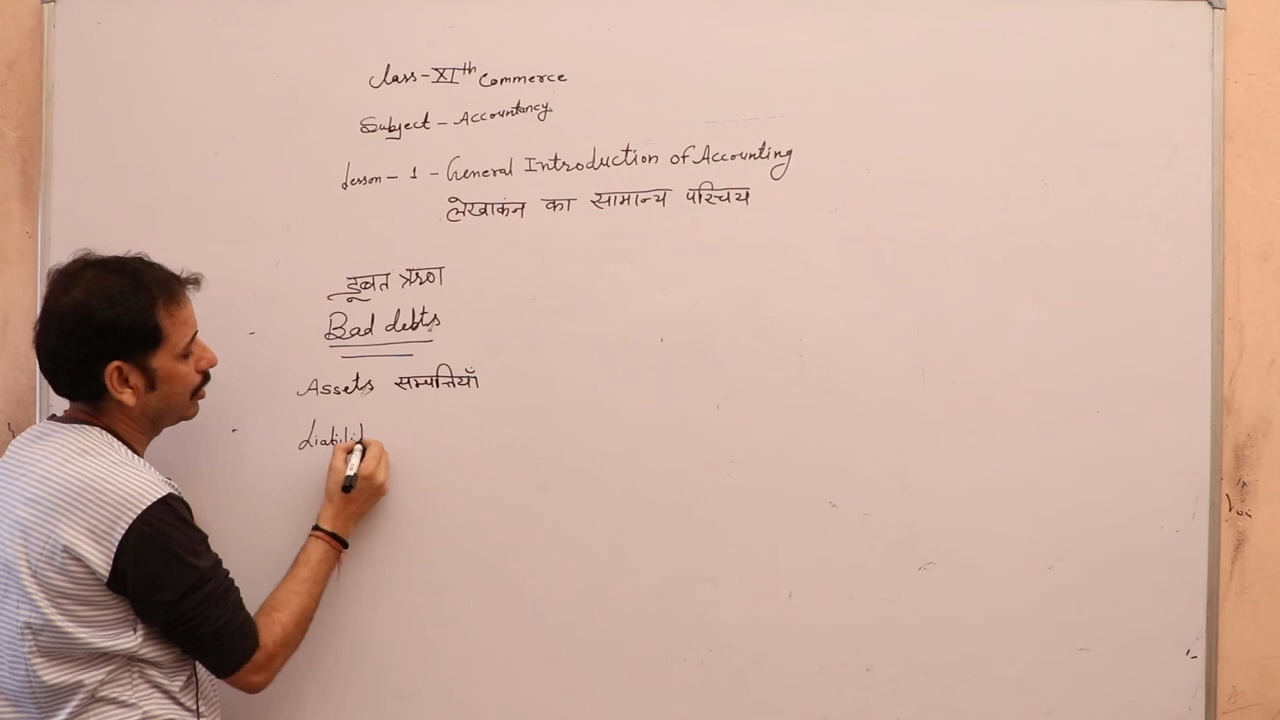 Class - XIth Commerce
Subject - Accountancy
Lesson - 1 - General Introduction of Accounting
लेखाकंन का सामान्य परिचय
डूबत ऋण
Bad debts
Assets सम्पत्तियाँ
Liabilit